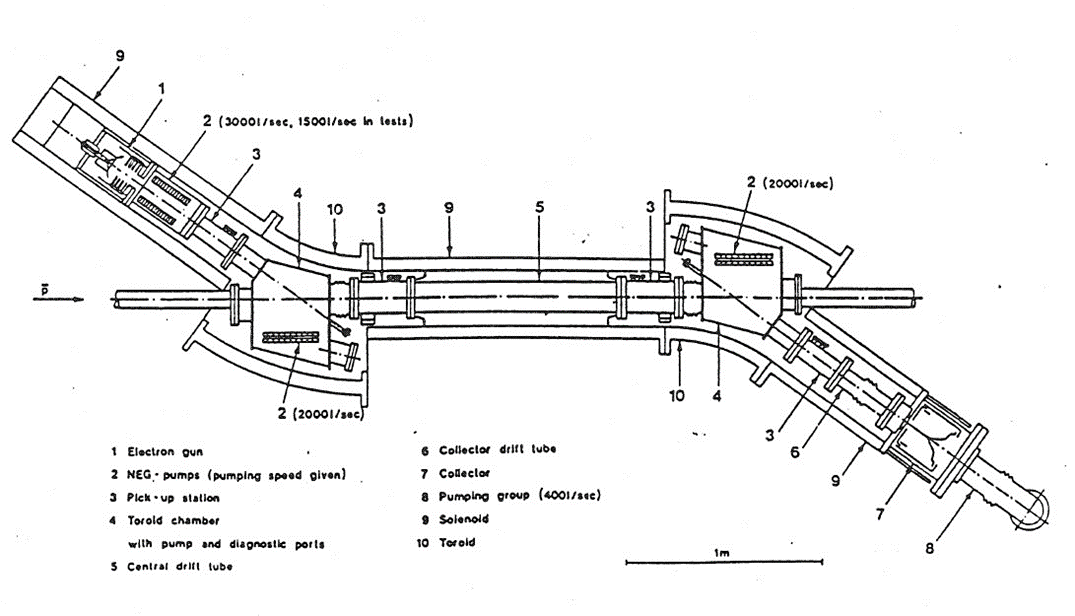 9
1
2 (3000l/sec, 1500l/sec in tests)
3
4
10
3
9
5
3
2 (2000l/sec)
p̅
2 (2000l/sec)
10
4
3
6
9
7
8
1 Electron gun
2 NEG-pumps (pumping speed given)
3 Pick-up station
4 Toroid chamber
with pump and diagnostic ports
5 Central drift tube
6 Collector drift tube
7 Collector
8 Pumping group (400l/sec)
9 Solenoid
10 Toroid
1m